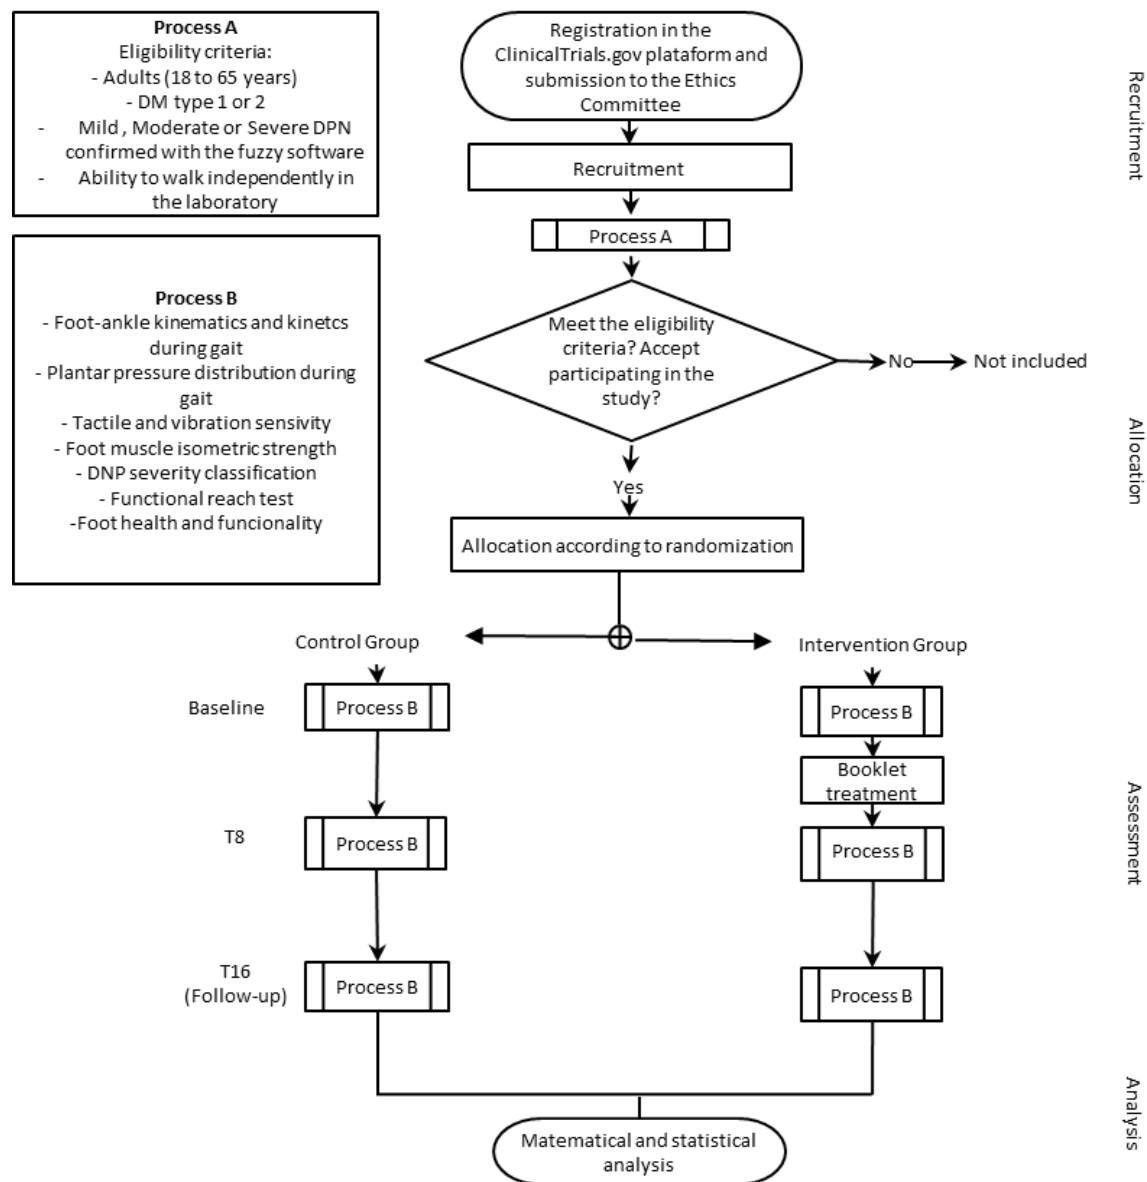 Process A
Eligibility criteria:
- Adults (18 to 65 years)
- DM type 1 or 2
- Mild , Moderate or Severe DPN
confirmed with the fuzzy software
- Ability to walk independently in
the laboratory
Process B
- Foot-ankle kinematics and kinetcs
during gait
- Plantar pressure distribution during
gait
- Tactile and vibration sensivity
- Foot muscle isometric strength
- DNP severity classification
- Functional reach test
-Foot health and funcionality
Registration in the
ClinicalTrials.gov plataform and
submission to the Ethics
Committee
Recruitment
Process A
Meet the eligibility
criteria? Accept
participating in the
study?
No
Not included
Yes
Allocation according to randomization
Control Group
Intervention Group
Baseline
Process B
Process B
Booklet
treatment
T8
Process B
Process B
T16
(Follow-up)
Process B
Process B
Matematical and statistical
analysis
Recruitment
Allocation
Assessment
Analysis